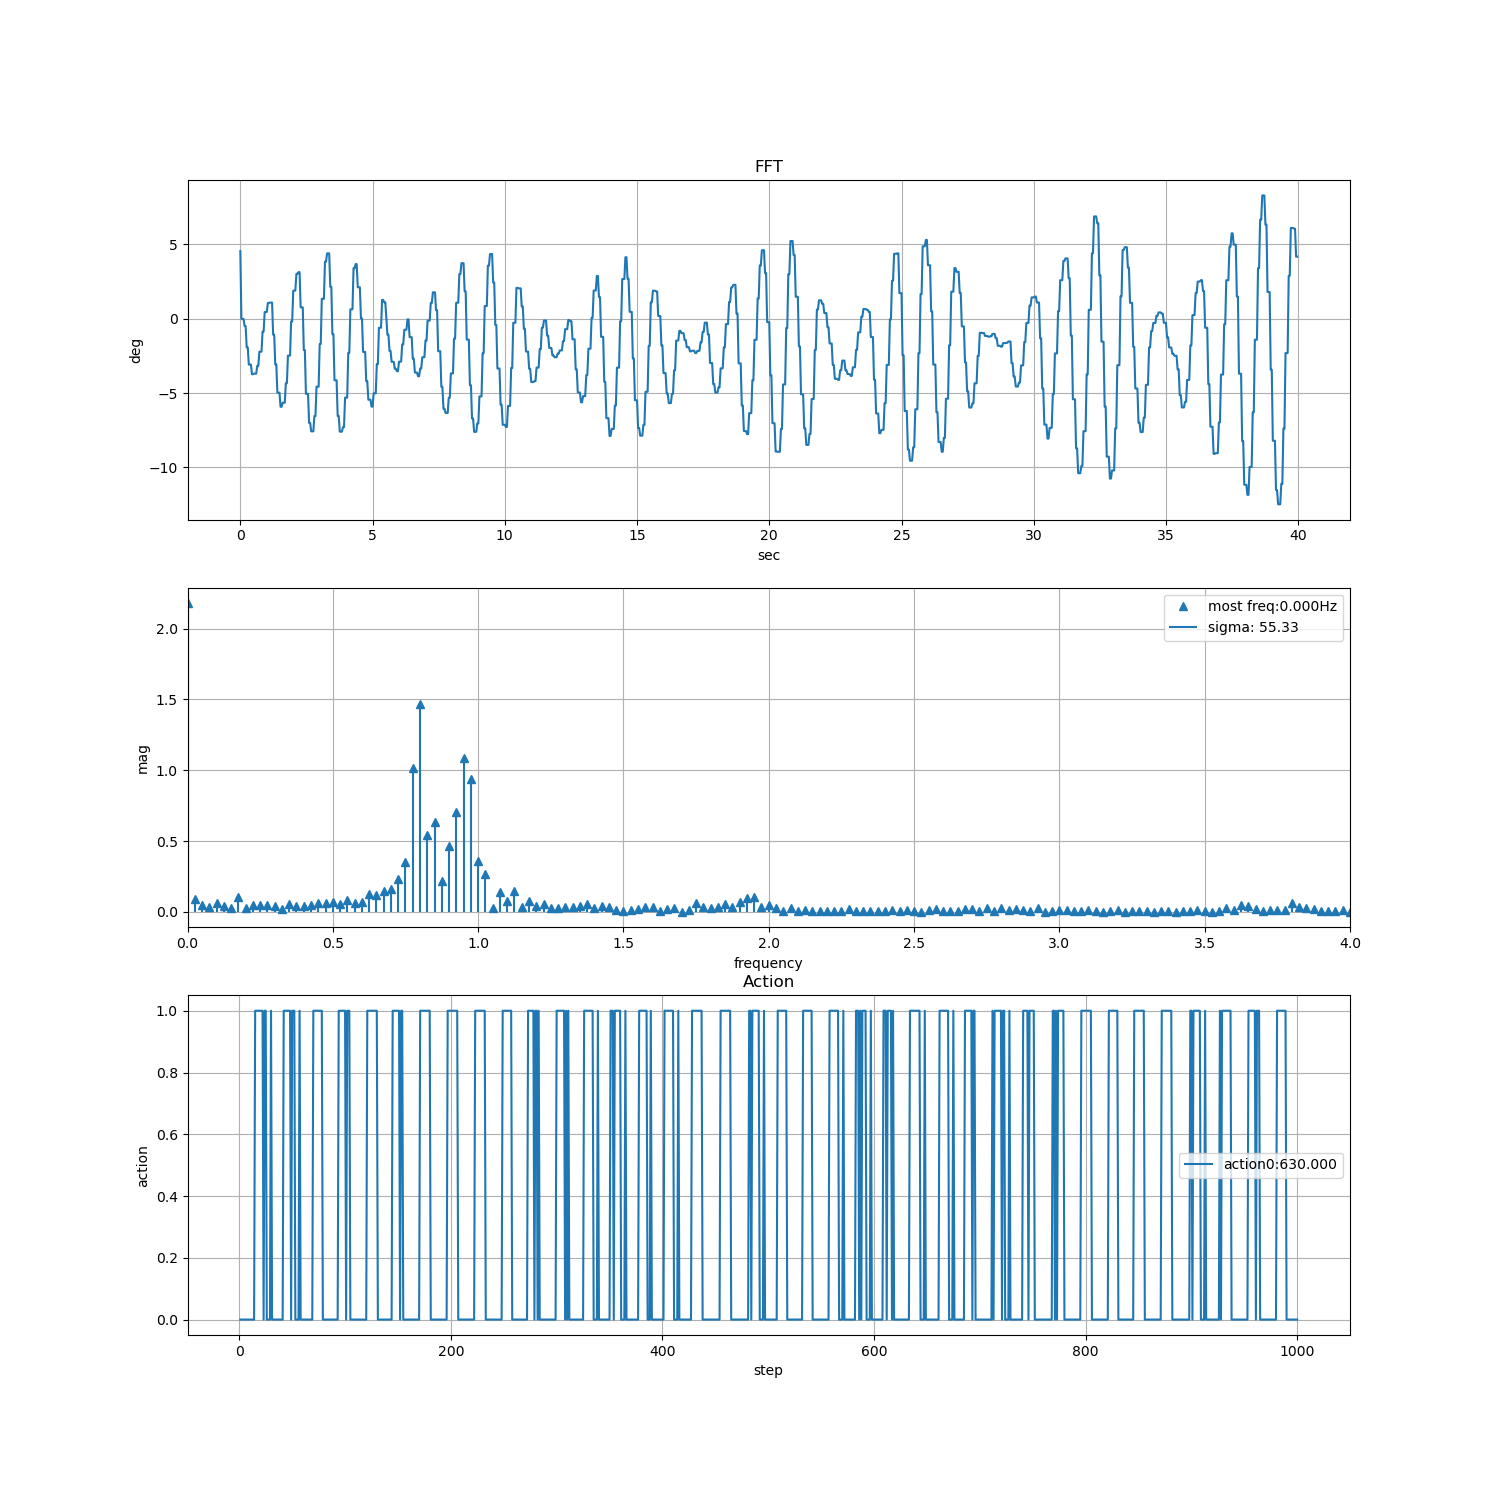 FFT
5
0
−5
−10
deg
0 5 10 15 20 25 30 35 40
sec
most freq:0.000Hz
sigma: 55.33
2.0
1.5
1.0
0.5
0.0
mag
0.0 0.5 1.0 1.5 2.0 2.5 3.0 3.5 4.0
frequency
Action
1.0
0.8
0.6
0.4
0.2
0.0
action
action0:630.000
0 200 400 600 800 1000
step